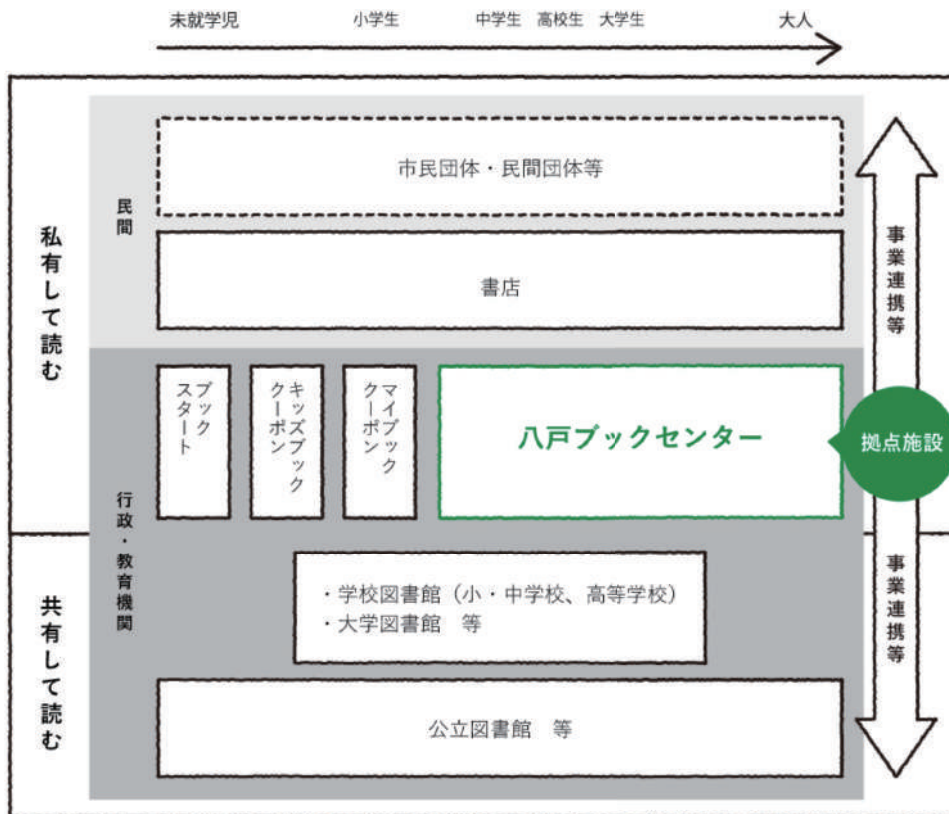 未就学児
小学生
中学生
高校生
大学生
大人
私有して読む
民間
市民団体・民間団体等
書店
事業連携等
行政・教育機関
ブック
スタート
キッズブック
クーポン
マイブック
クーポン
八戸ブックセンター
拠点施設
共有して読む
・学校図書館（小・中学校、高等学校）
・大学図書館　等
公立図書館　等
事業連携等